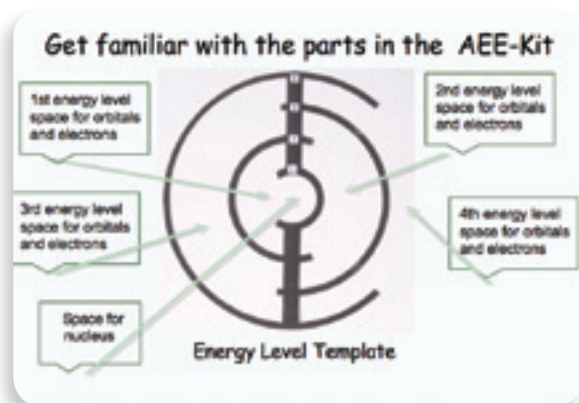 Get familiar with the parts in the AEE-Kit
1st energy level
space for orbitals
and electrons
2nd energy level
space for orbitals
and electrons
3rd energy level
space for orbitals
and electrons
4th energy level
space for orbitals
and electrons
Space for
nucleus
Energy Level Template